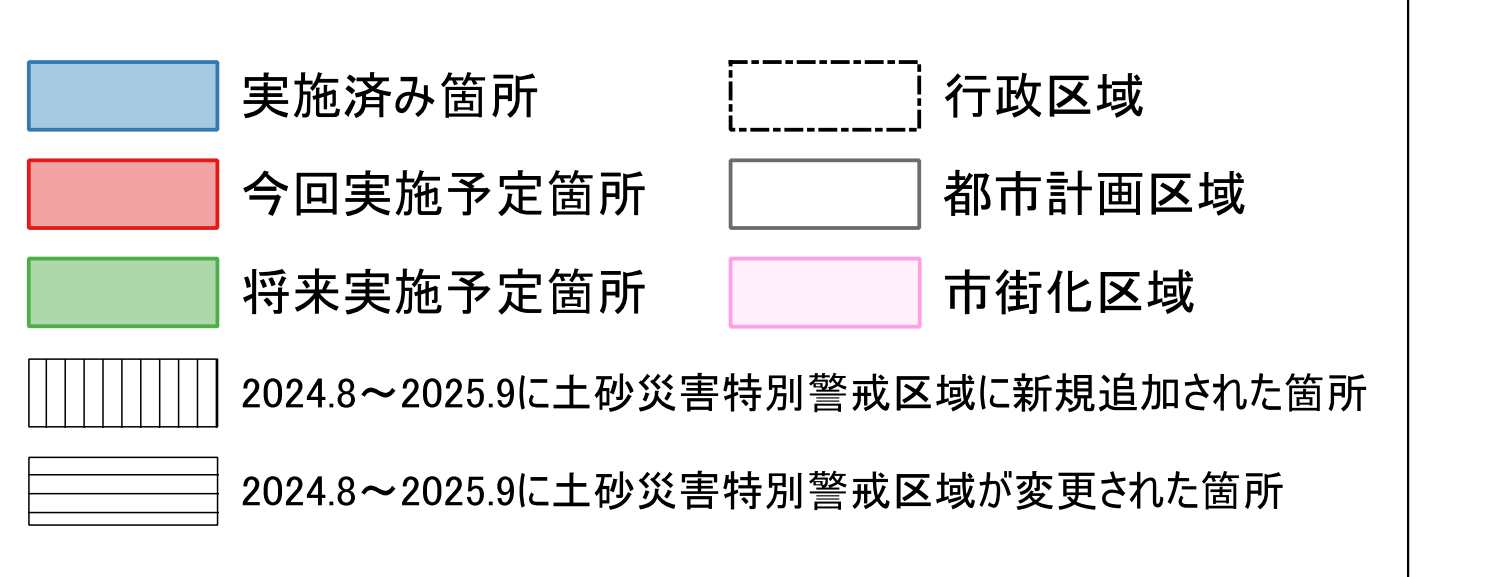 実施済み箇所
今回実施予定箇所
将来実施予定箇所
行政区域
都市計画区域
市街化区域
2024.8～2025.9に土砂災害特別警戒区域に新規追加された箇所
2024.8～2025.9に土砂災害特別警戒区域が変更された箇所